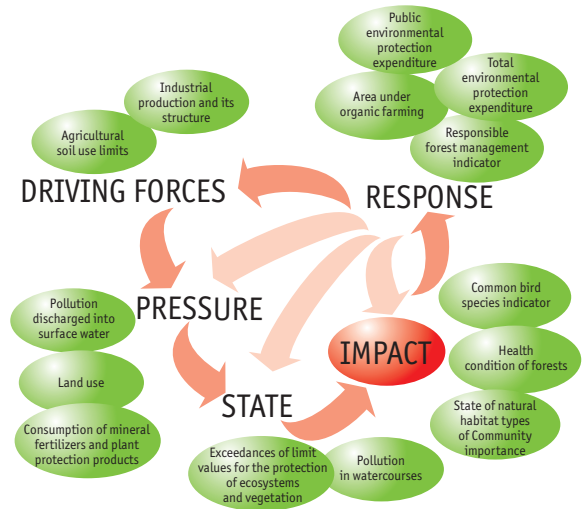 Public
environmental
protection
expenditure
Total
environmental
protection
expenditure
Industrial
production and its
structure
Area under
organic farming
Agricultural
soil use limits
Responsible
forest management
indicator
DRIVING FORCES
RESPONSE
Pollution
discharged into
surface water
PRESSURE
Common bird
species indicator
IMPACT
Health
condition of forests
Land use
STATE
State of natural
habitat types
of Community
importance
Consumption of mineral
fertilizers and plant
protection products
Exceedances of limit
values for the protection
of ecosystems
and vegetation
Pollution
in watercourses